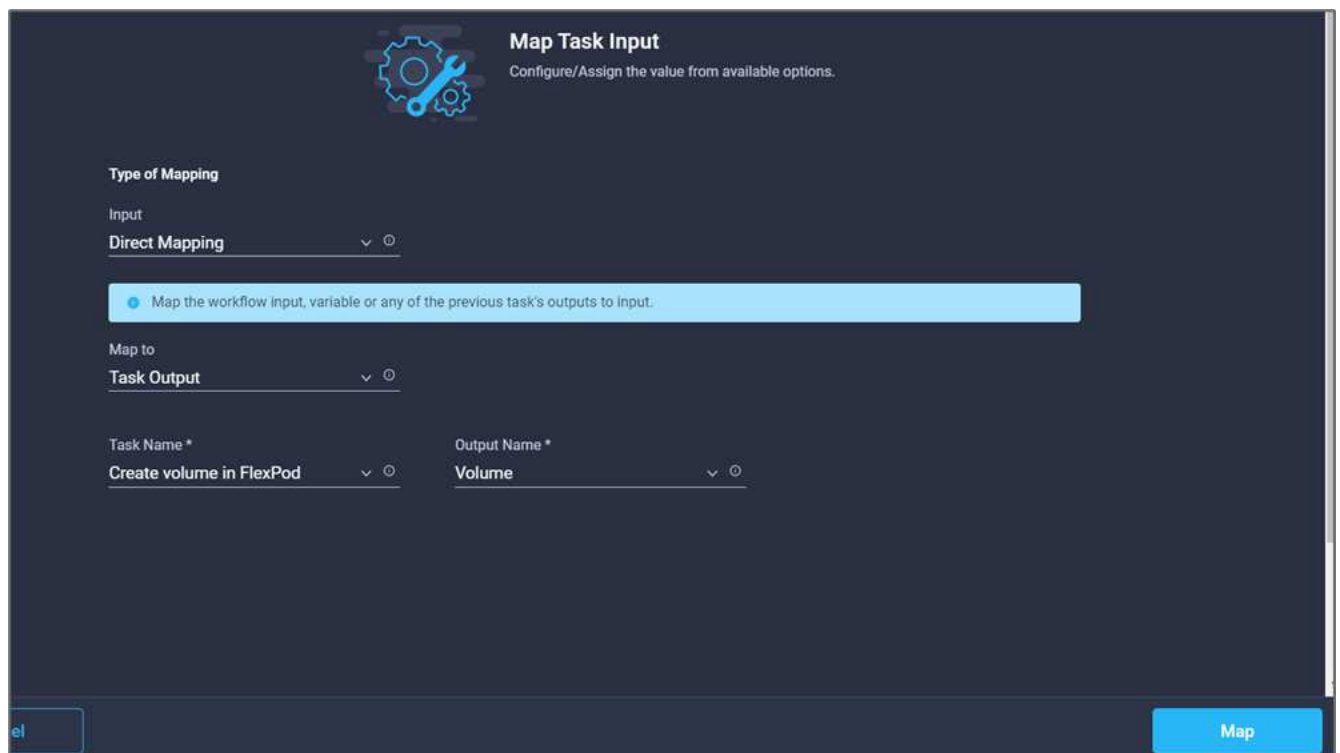 Map Task Input
Configure/Assign the value from available options.
Type of Mapping
Input
Direct Mapping
Map the workflow input, variable or any of the previous task's outputs to input.
Map to
Task Output
Task Name *
Output Name *
Create volume in FlexPod
Volume
el
Map